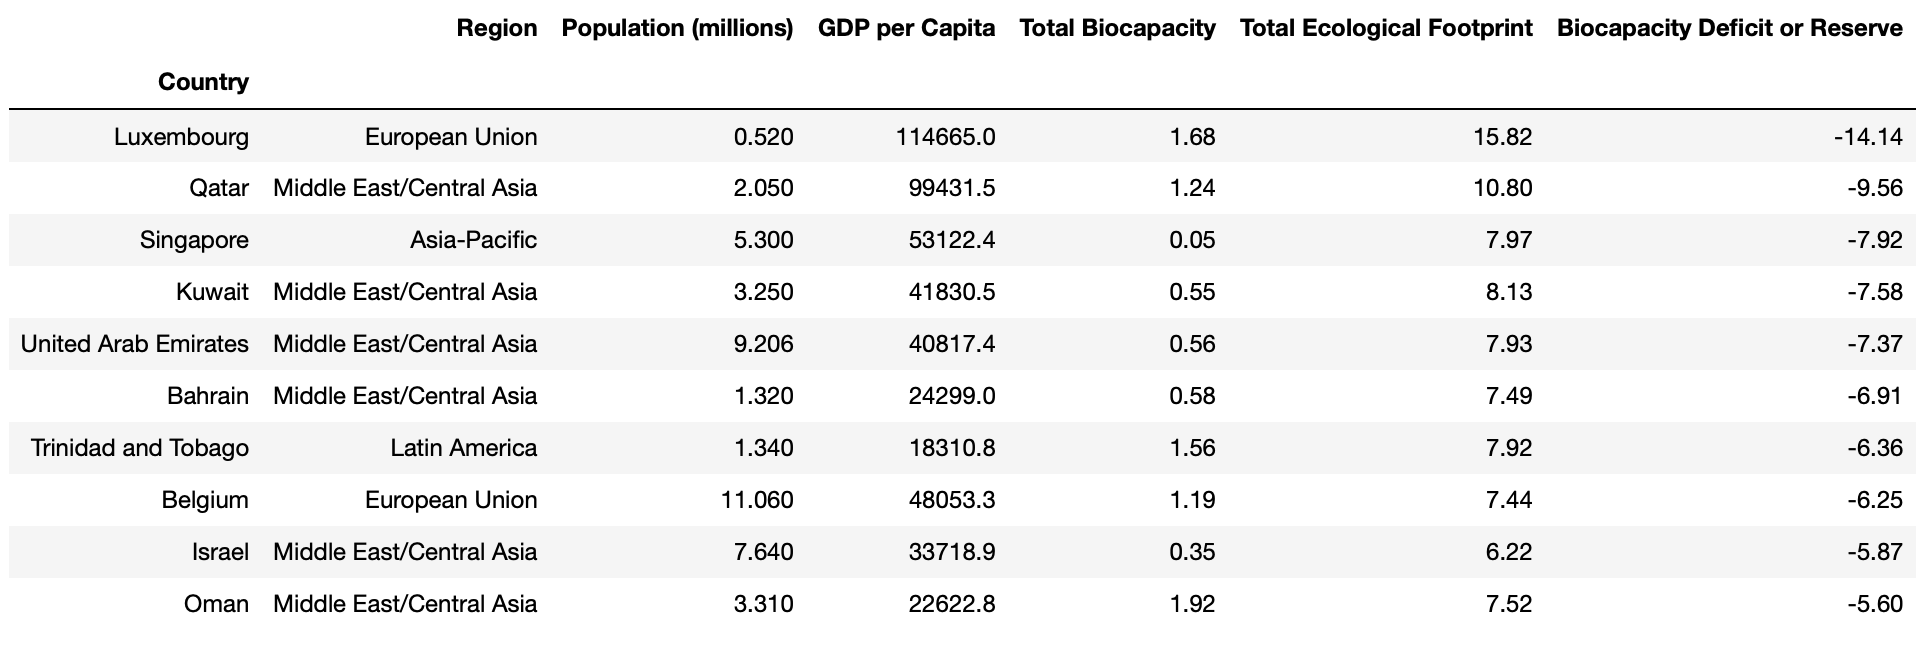 Region Population (millions) GDP per Capita Total Biocapacity Total Ecological Footprint Biocapacity Deficit or Reserve
Country
Luxembourg European Union 0.520 114665.0 1.68 15.82 -14.14
Qatar Middle East/Central Asia 2.050 99431.5 1.24 10.80 -9.56
Singapore Asia-Pacific 5.300 53122.4 0.05 7.97 -7.92
Kuwait Middle East/Central Asia 3.250 41830.5 0.55 8.13 -7.58
United Arab Emirates Middle East/Central Asia 9.206 40817.4 0.56 7.93 -7.37
Bahrain Middle East/Central Asia 1.320 24299.0 0.58 7.49 -6.91
Trinidad and Tobago Latin America 1.340 18310.8 1.56 7.92 -6.36
Belgium European Union 11.060 48053.3 1.19 7.44 -6.25
Israel Middle East/Central Asia 7.640 33718.9 0.35 6.22 -5.87
Oman Middle East/Central Asia 3.310 22622.8 1.92 7.52 -5.60